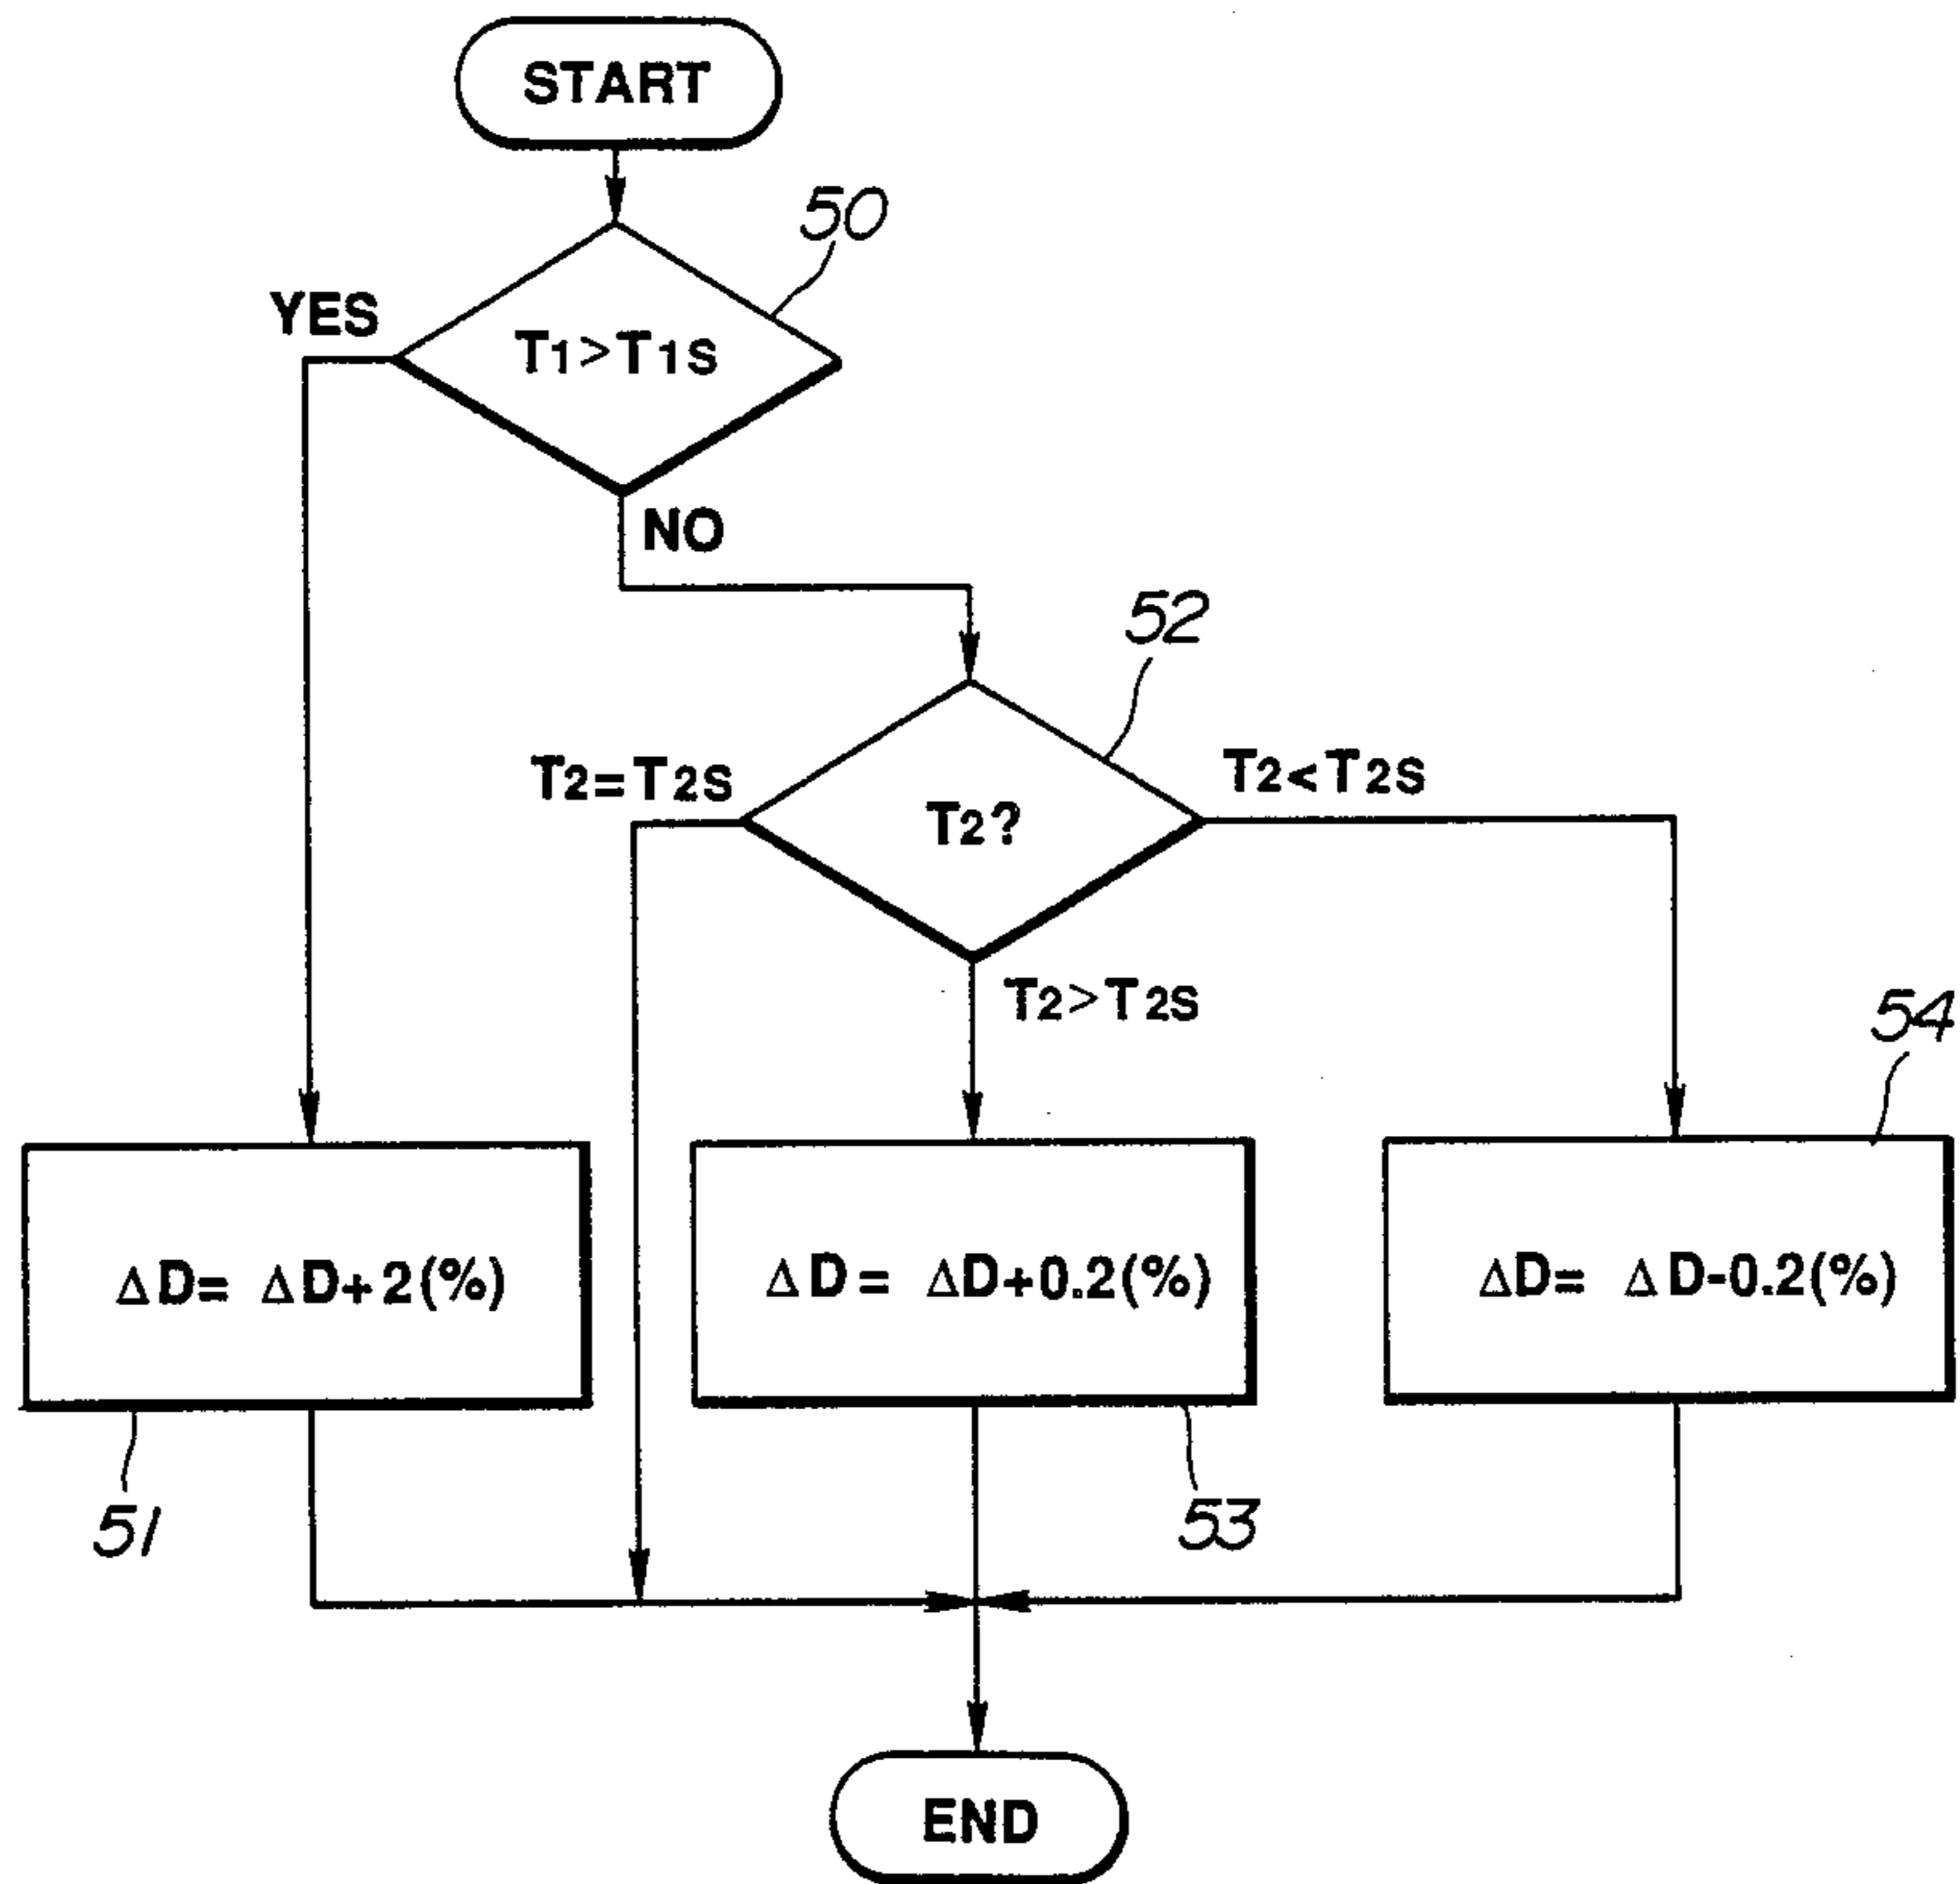 START
50
YES
T1>T1S
NO
52
T2=T2S
T2<T2S
T2?
T2>T2S
54
ΔD= ΔD+2(%)
ΔD= ΔD+0.2(%)
ΔD= ΔD-0.2(%)
51
53
END